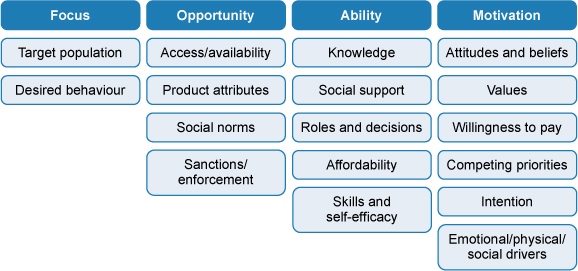 Focus
Target population
Desired behaviour
Opportunity
Access/availability
Product attributes
Social norms
Sanctions/
enforcement
Ability
Knowledge
Social support
Roles and decisions
Affordability
Skills and
self-efficacy
Motivation
Attitudes and beliefs
Values
Willingness to pay
Competing priorities
Intention
Emotional/physical/
social drivers